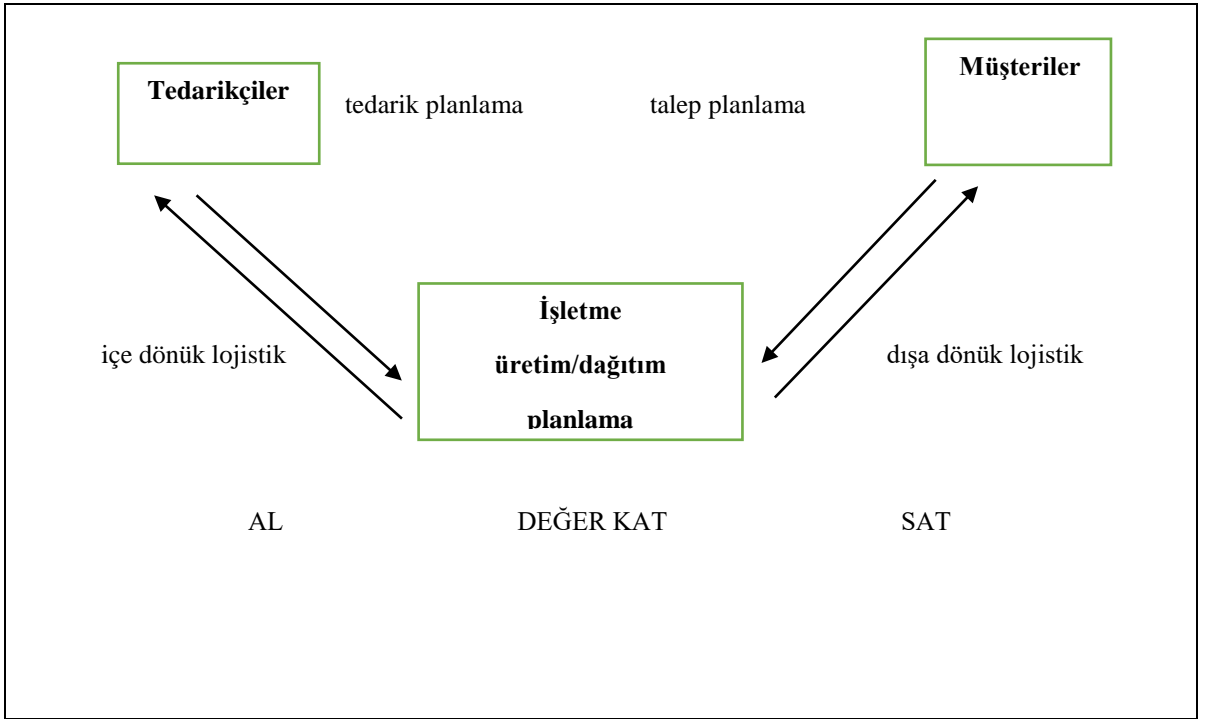 Tedarikçiler
tedarik planlama
talep planlama
Müşteriler
İşletme
üretim/dağıtım
planlama
içe dönük lojistik
dışa dönük lojistik
AL
DEĞER KAT
SAT